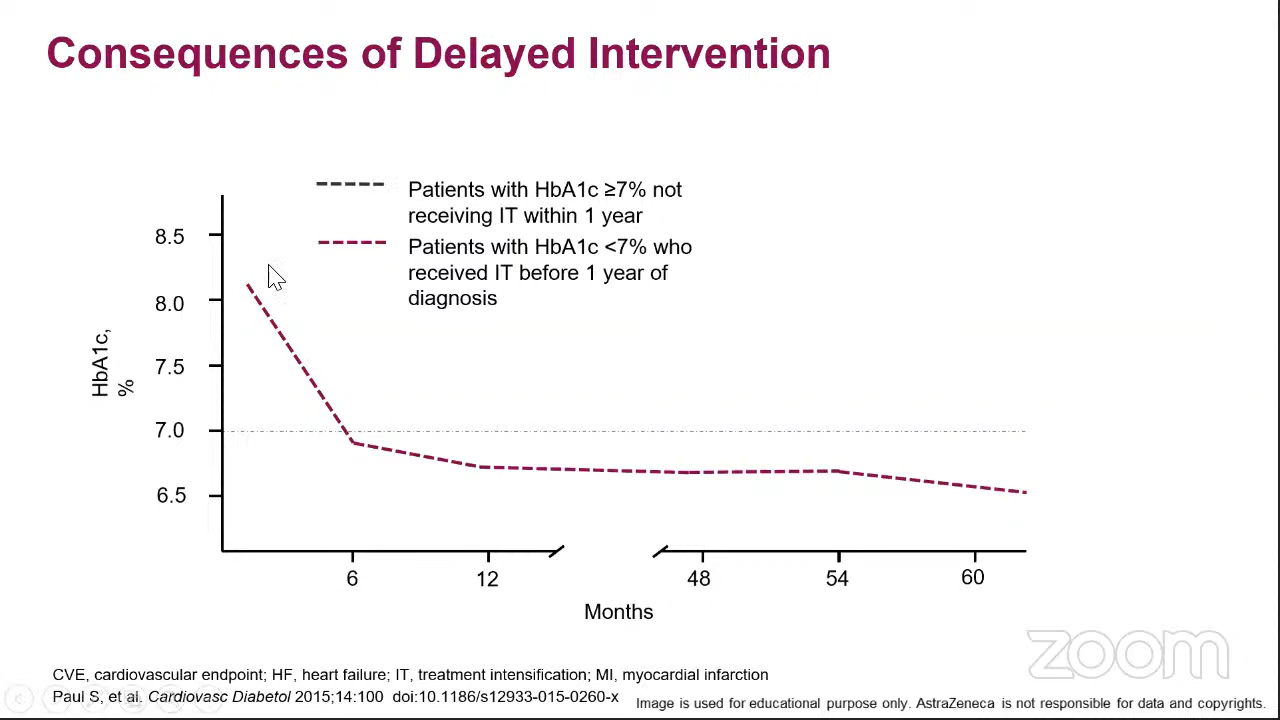 Consequences of Delayed Intervention
Patients with HbA1c ≥7% not
receiving IT within 1 year
Patients with HbA1c <7% who
received IT before 1 year of
diagnosis
8.5
8.0
7.5
7.0
6.5
HbA1c,
%
6
12
48
54
60
Months
zoom
CVE, cardiovascular endpoint; HF, heart failure; IT, treatment intensification; MI, myocardial infarction
Paul S, et al. Cardiovasc Diabetol 2015;14:100 doi:10.1186/s12933-015-0260-x
Image is used for educational purpose only. AstraZeneca is not responsible for data and copyrights.